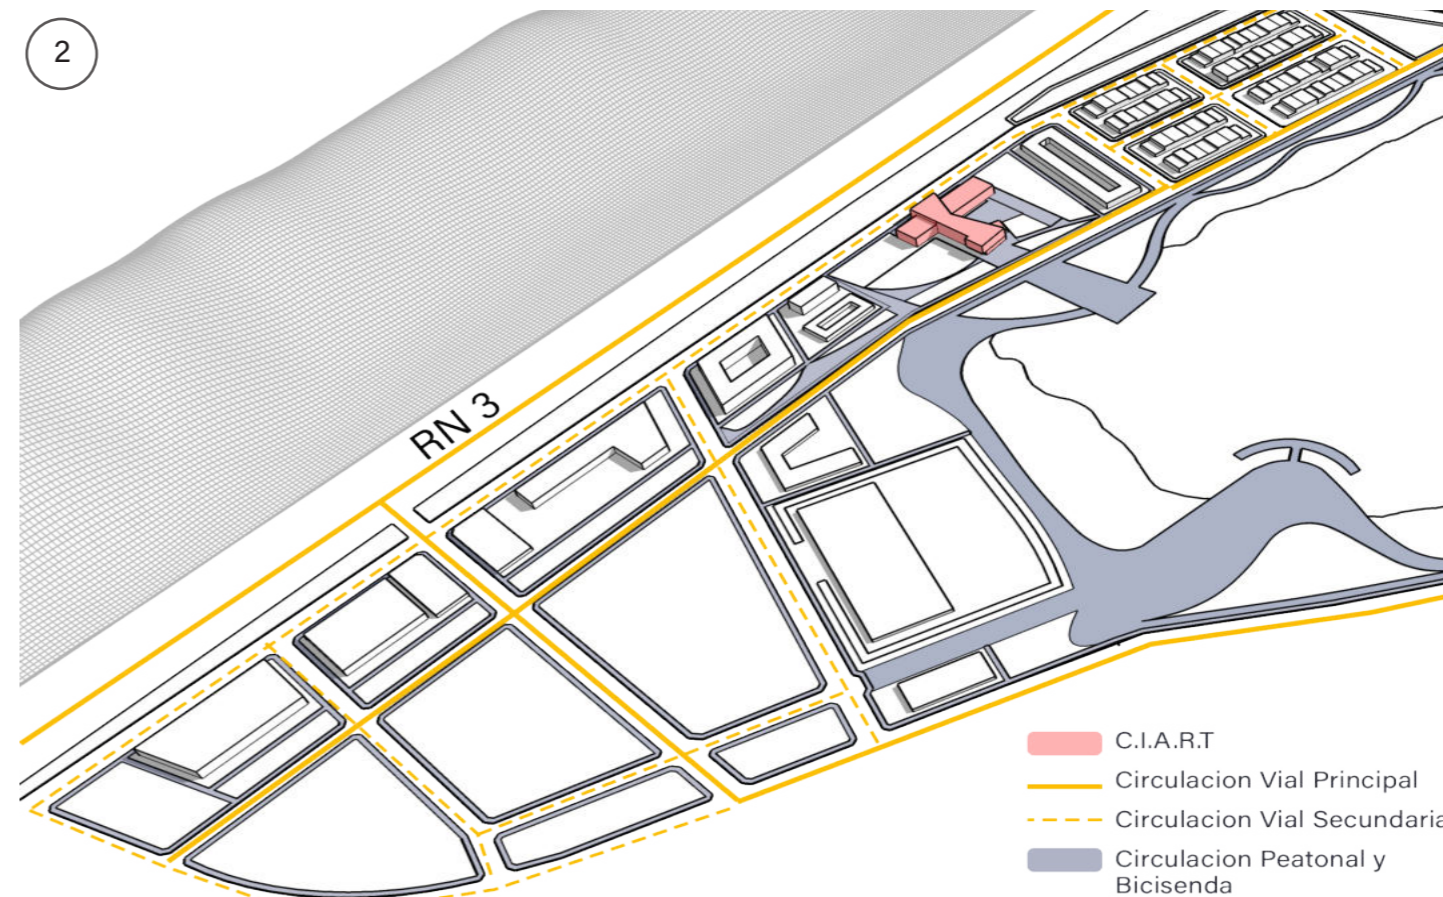 2
RN 3
C.I.A.R.T
Circulacion Vial Principal
Circulacion Vial Secundaria
Circulacion Peatonal y
Bicisenda